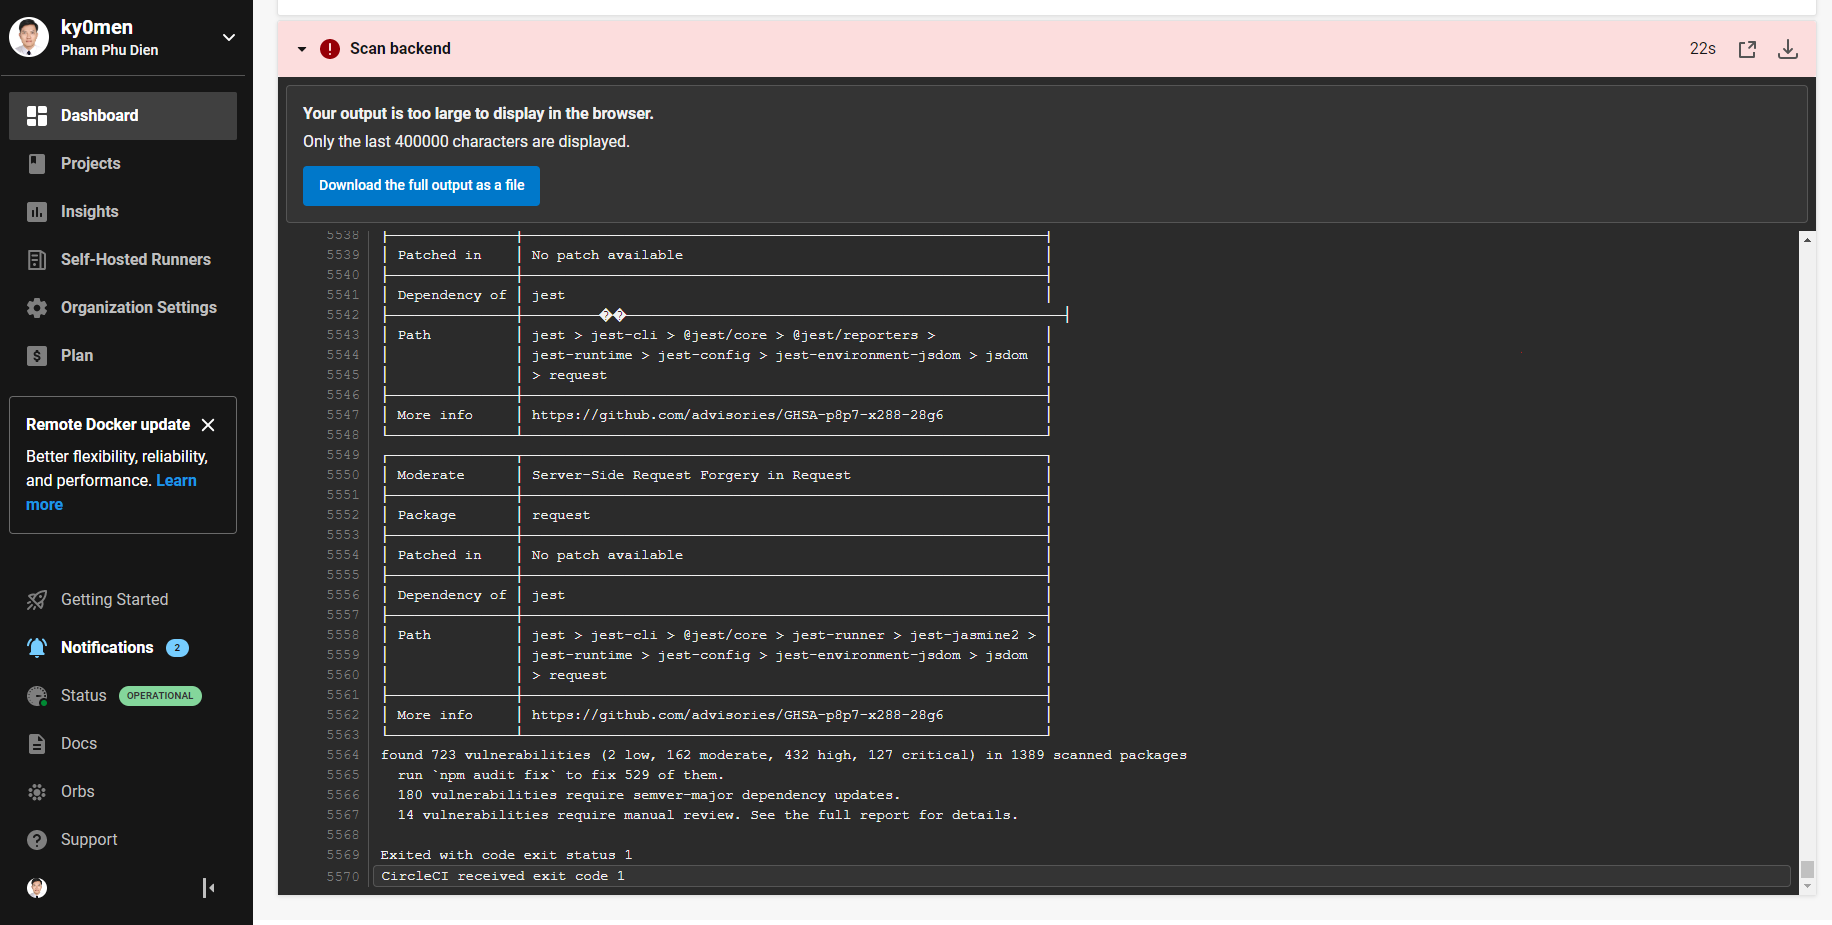 ky0men
Pham Phu Dien
Dashboard
Projects
Insights
Self-Hosted Runners
Organization Settings
Plan
Remote Docker update
Better flexibility, reliability,
and performance. Learn
more
Getting Started
Notifications 2
Status OPERATIONAL
Docs
Orbs
Support
Scan backend 22s
Your output is too large to display in the browser.
Only the last 400000 characters are displayed.
Download the full output as a file
5538
5539 Patched in No patch available
5540
5541 Dependency of jest
5542 ��
5543 Path jest > jest-cli > @jest/core > @jest/reporters >
5544 jest-runtime > jest-config > jest-environment-jsdom > jsdom
5545 > request
5546
5547 More info https://github.com/advisories/GHSA-p8p7-x288-28g6
5548
5549
5550 Moderate Server-Side Request Forgery in Request
5551
5552 Package request
5553
5554 Patched in No patch available
5555
5556 Dependency of jest
5557
5558 Path jest > jest-cli > @jest/core > jest-runner > jest-jasmine2 >
5559 jest-runtime > jest-config > jest-environment-jsdom > jsdom
5560 > request
5561
5562 More info https://github.com/advisories/GHSA-p8p7-x288-28g6
5563
5564 found 723 vulnerabilities (2 low, 162 moderate, 432 high, 127 critical) in 1389 scanned packages
5565 run `npm audit fix` to fix 529 of them.
5566 180 vulnerabilities require semver-major dependency updates.
5567 14 vulnerabilities require manual review. See the full report for details.
5568
5569 Exited with code exit status 1
5570 CircleCI received exit code 1